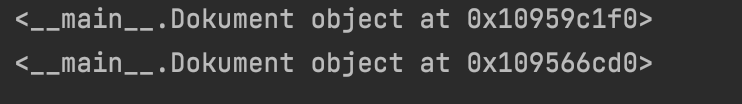 <__main__.Dokument object at 0x10959c1f0>
<__main__.Dokument object at 0x109566cd0>